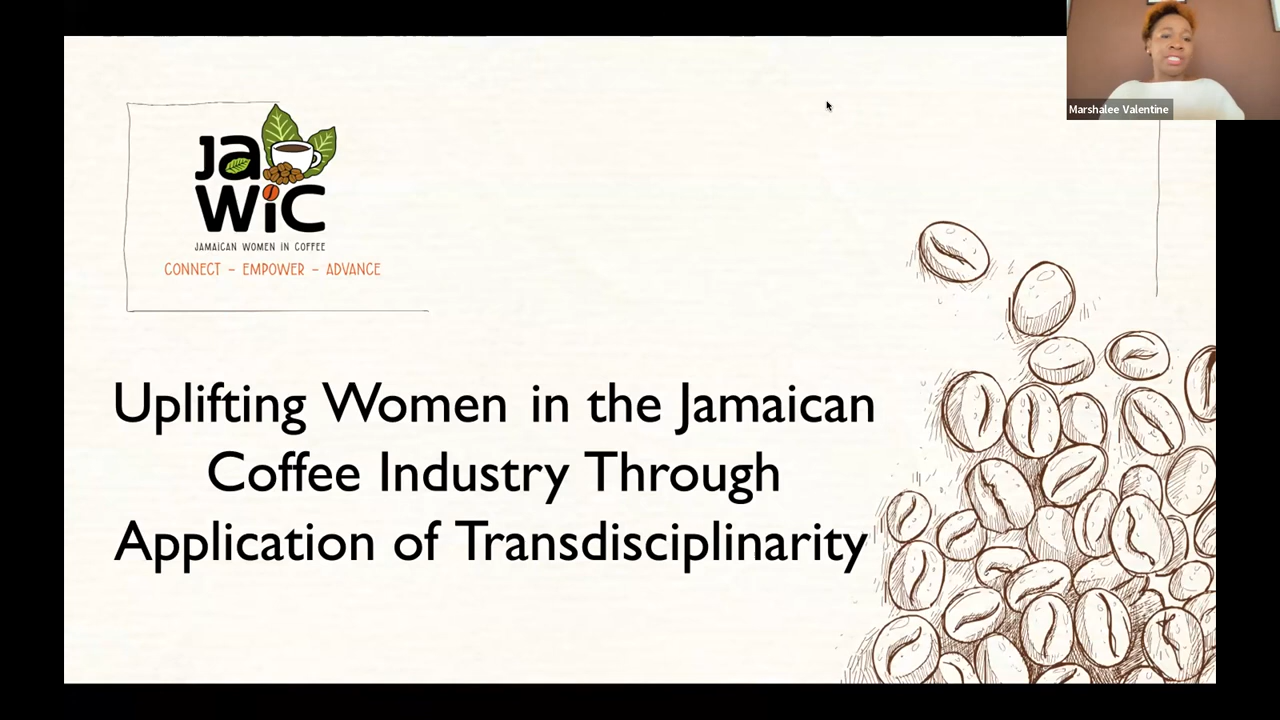 Marshalee Valentine
Ja
WiC
JAMAICAN WOMEN IN COFFEE
CONNECT – EMPOWER – ADVANCE
Uplifting Women in the Jamaican
Coffee Industry Through
Application of Transdisciplinarity